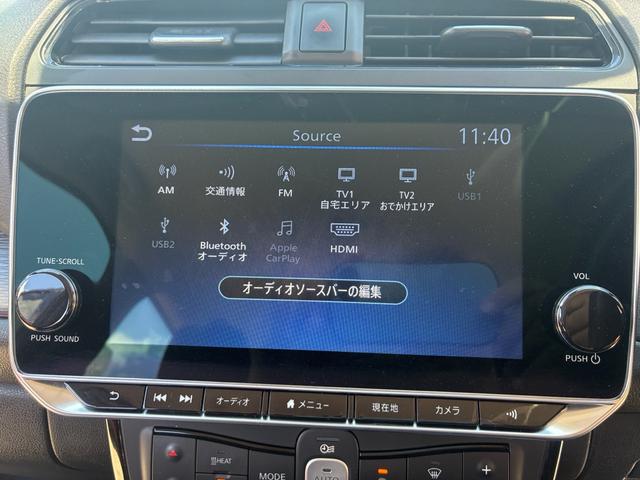 Source
11:40
AM
交通情報
FM
TV1
自宅エリア
TV2
おでかけエリア
USB1
USB2
Bluetooth
オーディオ
Apple
CarPlay
HDMI
オーディオソースバーの編集
TUNE·SCROLL
PUSH SOUND
VOL
PUSH
オーディオ
メニュー
現在地
カメラ
HEAT
MODE
AUTO
+